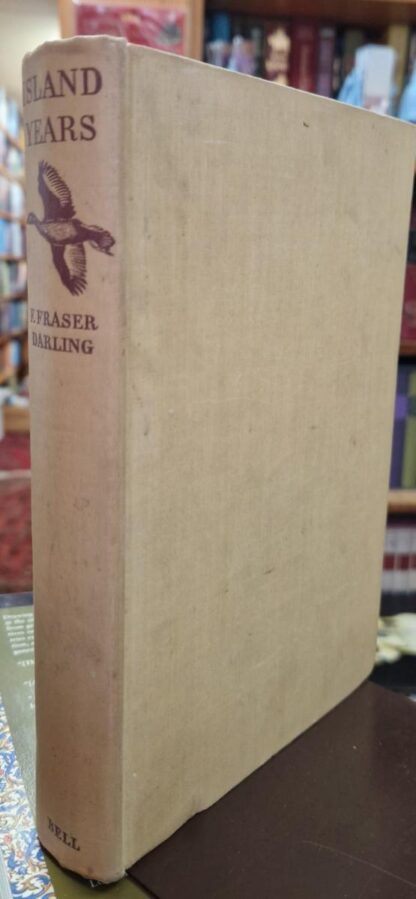 ISLAND
YEARS
F. FRASER
DARLING
BELL